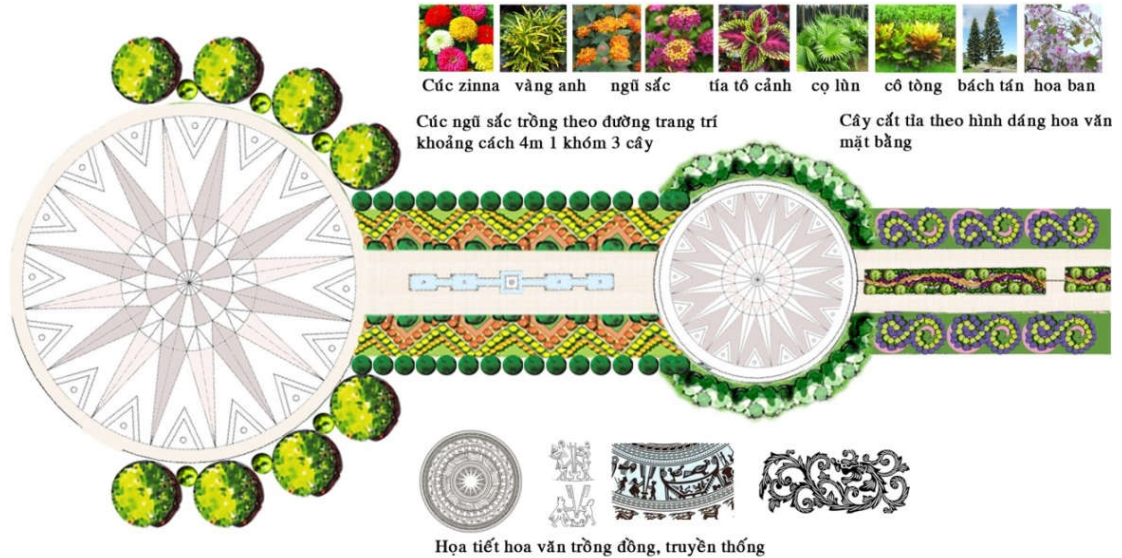 Cúc zinna vàng anh ngũ sắc tía tô cảnh cọ lùn cô tòng bách tán hoa ban
Cúc ngũ sắc trồng theo đường trang trí
khoảng cách 4m 1 khóm 3 cây
Cây cắt tỉa theo hình dáng hoa văn
mặt bằng
Họa tiết hoa văn trồng đồng, truyền thống